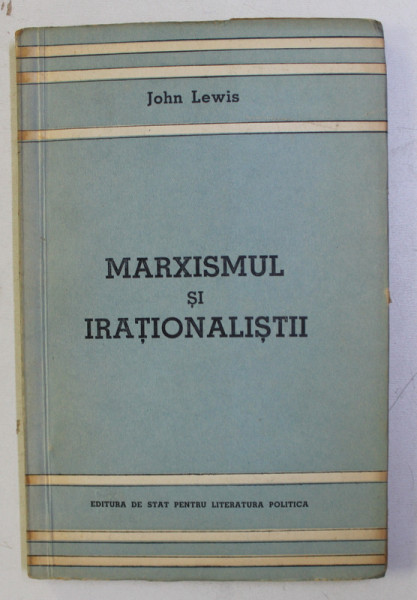 John Lewis
MARXISMUL
ȘI
IRAȚIONALIȘTII
EDITURA DE STAT PENTRU LITERATURA POLITICA